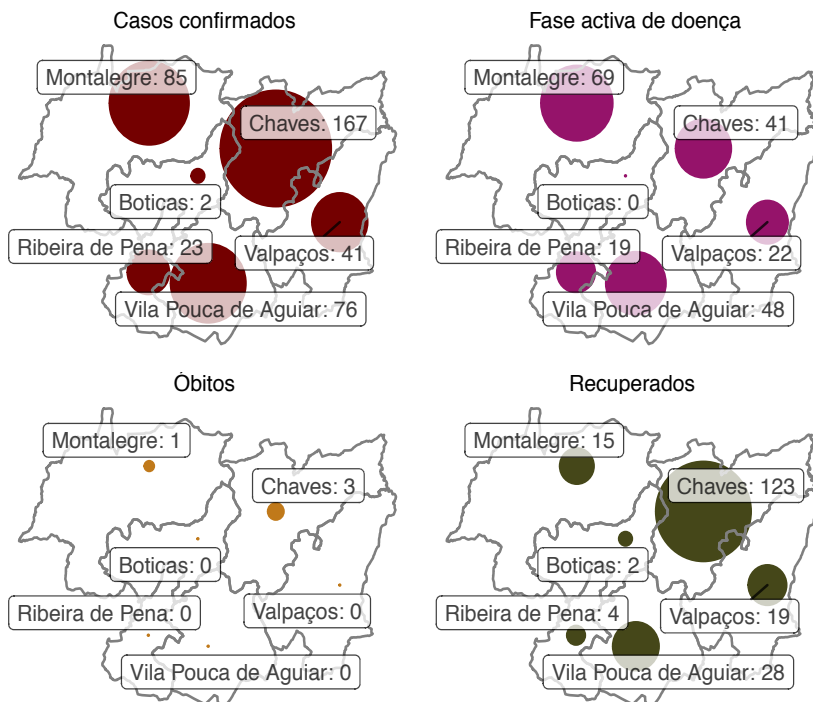 Casos confirmados
Montalegre: 85
Chaves: 167
Boticas: 2
Ribeira de Pena: 23
Valpaços: 41
Vila Pouca de Aguiar: 76
Fase activa de doença
Montalegre: 69
Chaves: 41
Boticas: 0
Ribeira de Pena: 19
Valpaços: 22
Vila Pouca de Aguiar: 48
Óbitos
Montalegre: 1
Chaves: 3
Boticas: 0
Ribeira de Pena: 0
Valpaços: 0
Vila Pouca de Aguiar: 0
Recuperados
Montalegre: 15
Chaves: 123
Boticas: 2
Ribeira de Pena: 4
Valpaços: 19
Vila Pouca de Aguiar: 28